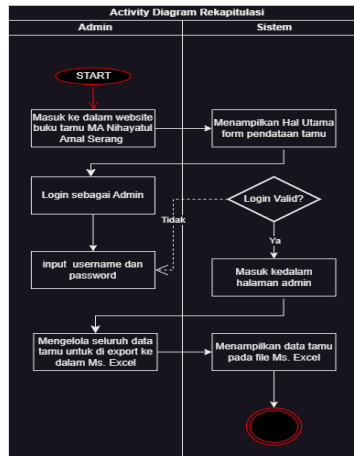 Activity Diagram Rekapitulasi
Admin
Sistem
START
Masuk ke dalam website
buku tamu MA Nihayatul
Amal Serang
Menampilkan Hal Utama
form pendataan tamu
Login sebagai Admin
Login Valid?
Tidak
Ya
input username dan
password
Masuk kedalam
halaman admin
Mengelola seluruh data
tamu untuk di export ke
dalam Ms. Excel
Menampilkan data tamu
pada file Ms. Excel